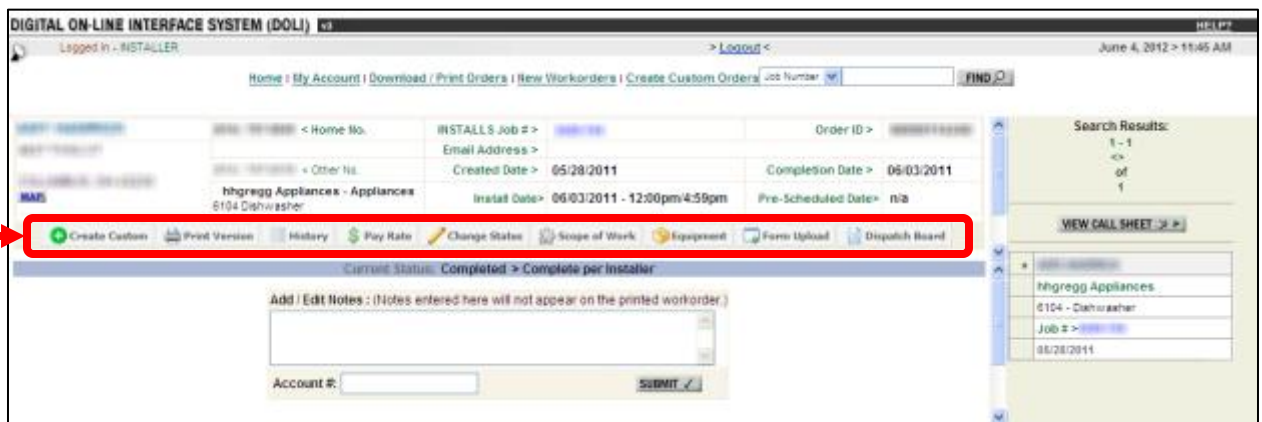 DIGITAL ON-LINE INTERFACE SYSTEM (DOLI) v3 HELP?
Logged in - INSTALLER > Logout < June 4, 2012 > 11:45 AM
Home | My Account | Download / Print Orders | New Workorders | Create Custom Orders Job Number FIND
< Home No. INSTALLS Job # > Order ID >
Email Address >
< Other No. Created Date > 05/28/2011 Completion Date > 06/03/2011
MAP! hhgregg Appliances - Appliances
6104 Dishwasher Install Date> 06/03/2011 - 12:00pm/4:59pm Pre-Scheduled Date> n/a
Create Custom Print Version History $ Pay Rate Change Status Scope of Work Equipment Form Upload Dispatch Board
Current Status: Completed > Complete per Installer
Add / Edit Notes : (Notes entered here will not appear on the printed workorder.)
Account #: SUBMIT
Search Results:
1 - 1
<>
of
1
VIEW CALL SHEET
hhgregg Appliances
6104 - Dishwasher
Job # >
05/28/2011